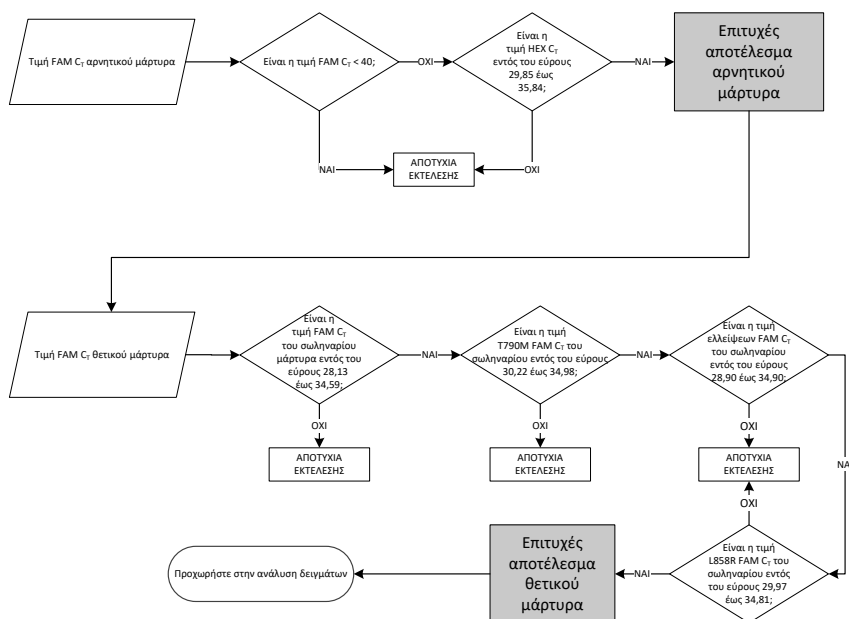 Τιμή FAM CT αρνητικού μάρτυρα
Είναι η τιμή FAM CT < 40;
ΟΧΙ
Είναι η
τιμή HEX CT
εντός του εύρους
29,85 έως
35,84;
ΝΑΙ
Επιτυχές
αποτέλεσμα
αρνητικού
μάρτυρα
ΝΑΙ
ΑΠΟΤΥΧΙΑ
ΕΚΤΕΛΕΣΗΣ
ΟΧΙ
Τιμή FAM CT θετικού μάρτυρα
Είναι η
τιμή FAM CT
του σωληναρίου
μάρτυρα εντός του
εύρους 28,13
έως 34,59;
ΝΑΙ
Είναι η τιμή
T790M FAM CT του
σωληναρίου εντός του εύρους
30,22 έως 34,98;
ΝΑΙ
Είναι η τιμή
ελλείψεων FAM CT
του σωληναρίου
εντός του εύρους
28,90 έως 34,90;
ΟΧΙ
ΟΧΙ
ΟΧΙ
ΑΠΟΤΥΧΙΑ
ΕΚΤΕΛΕΣΗΣ
ΑΠΟΤΥΧΙΑ
ΕΚΤΕΛΕΣΗΣ
ΑΠΟΤΥΧΙΑ
ΕΚΤΕΛΕΣΗΣ
ΝΑ
ΟΧΙ
Είναι η τιμή
L858R FAM CT του
σωληναρίου εντός
του εύρους 29,97
έως 34,81;
ΝΑΙ
Επιτυχές
αποτέλεσμα
θετικού
μάρτυρα
Προχωρήστε στην ανάλυση δειγμάτων